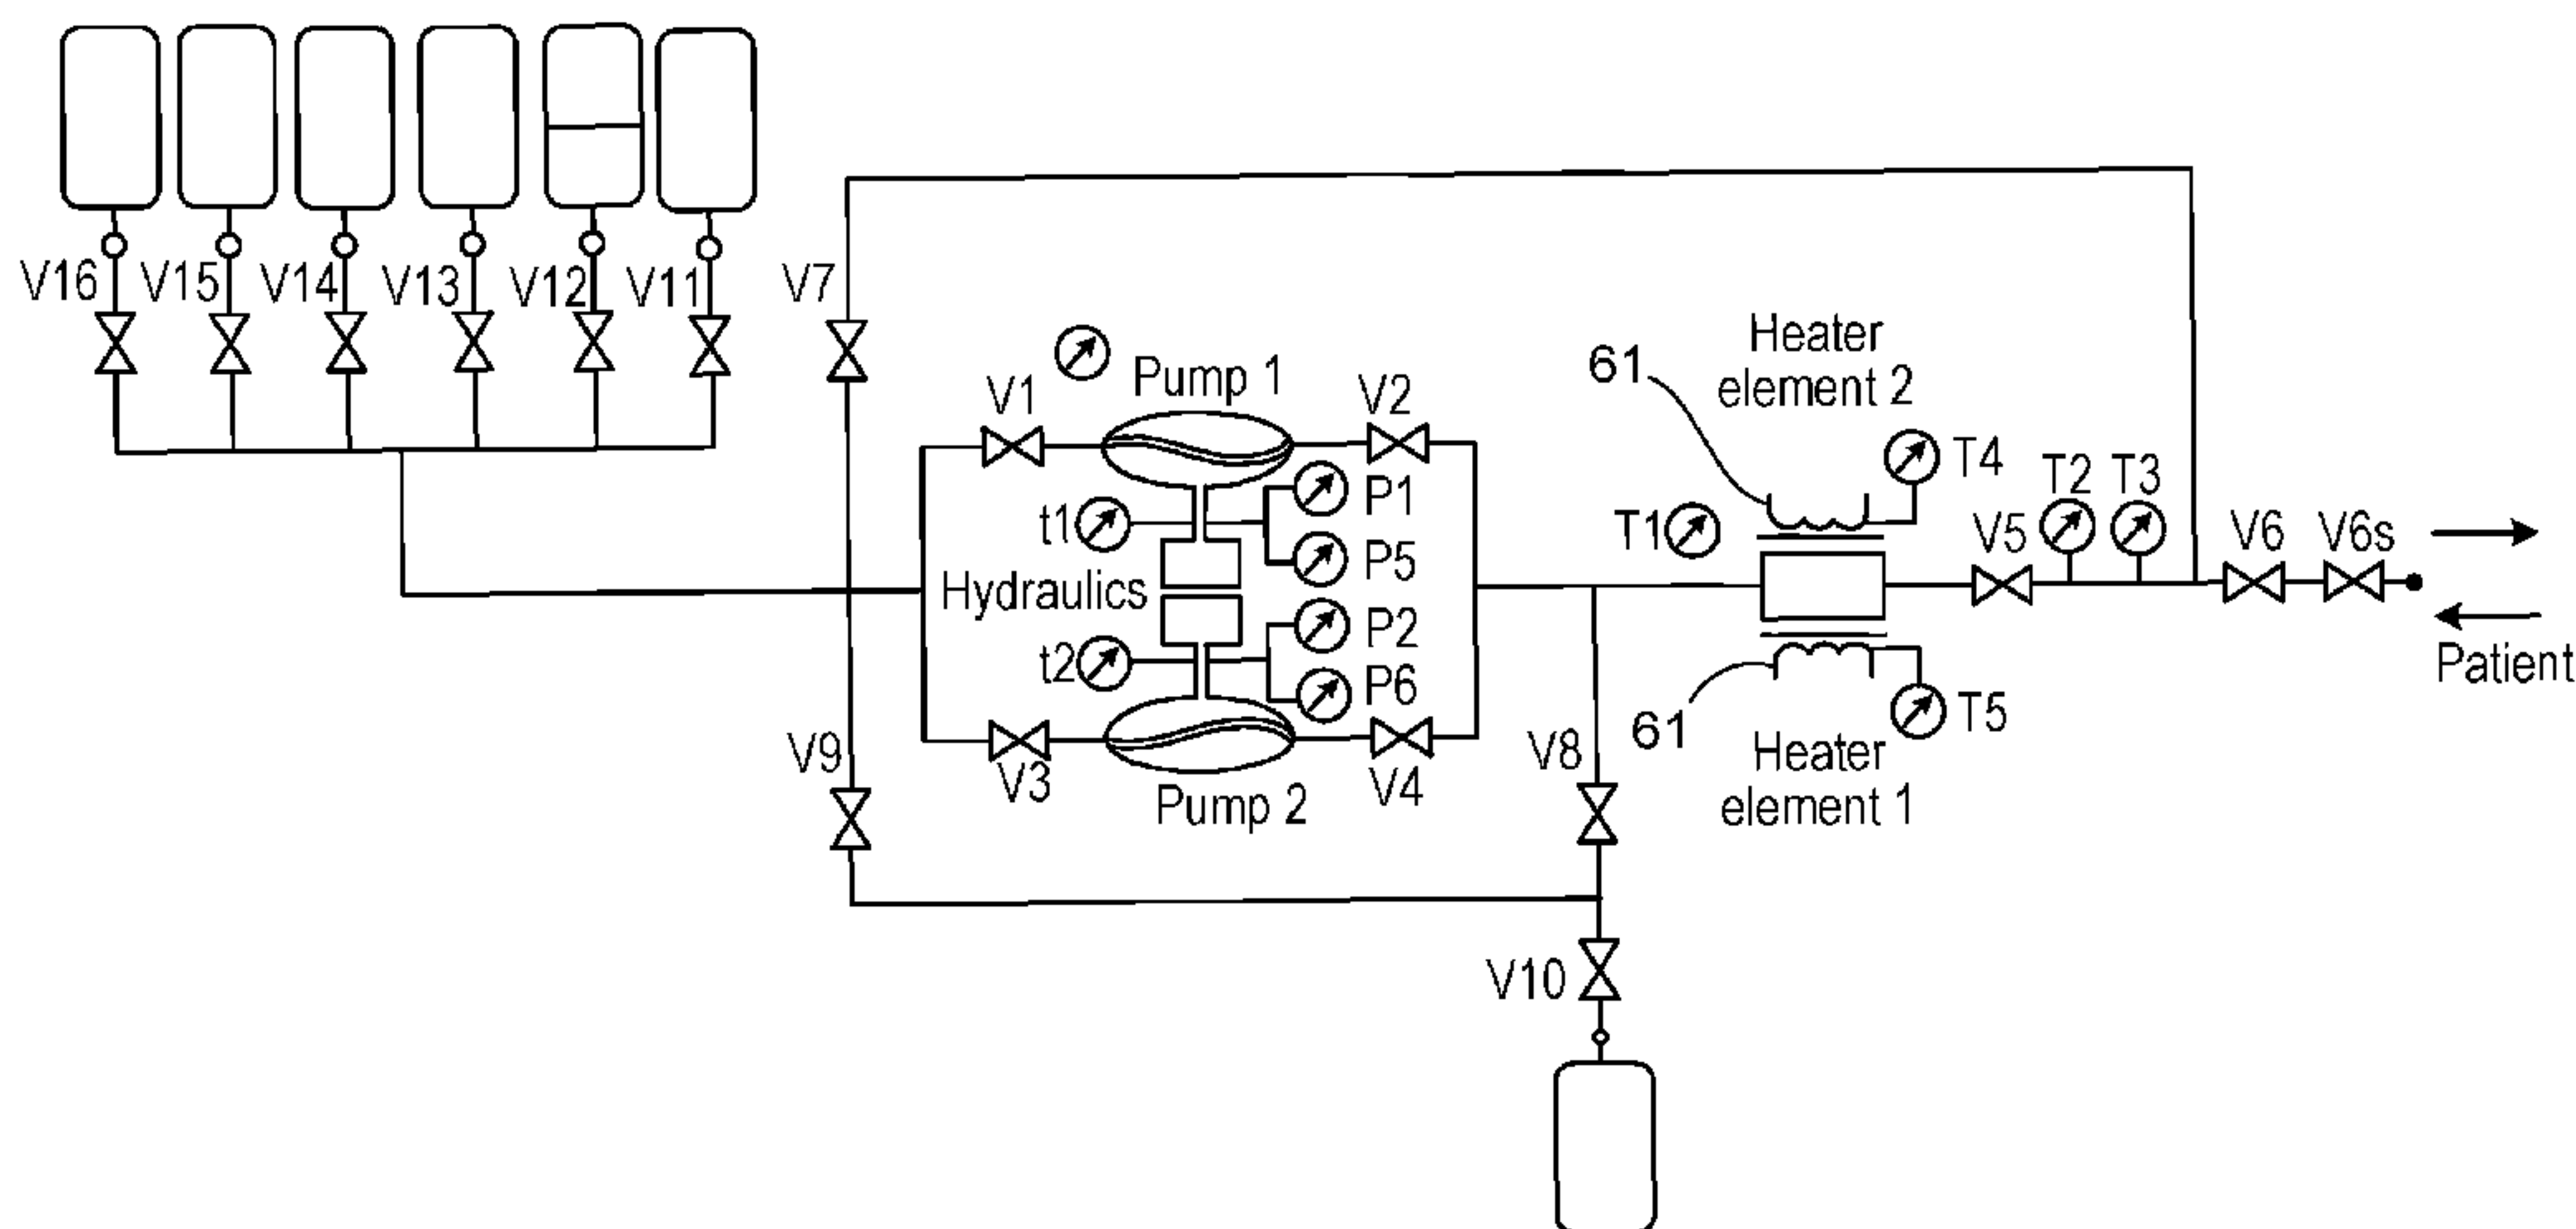 V16
V15
V14
V13
V12
V11
V7
V1
Pump 1
V2
61
Heater
element 2
T4
t1
P1
P5
Hydraulics
T1
V5
T2
T3
V6
V6s
Patient
t2
P2
P6
V9
V3
Pump 2
V4
V8
61
Heater
element 1
T5
V10